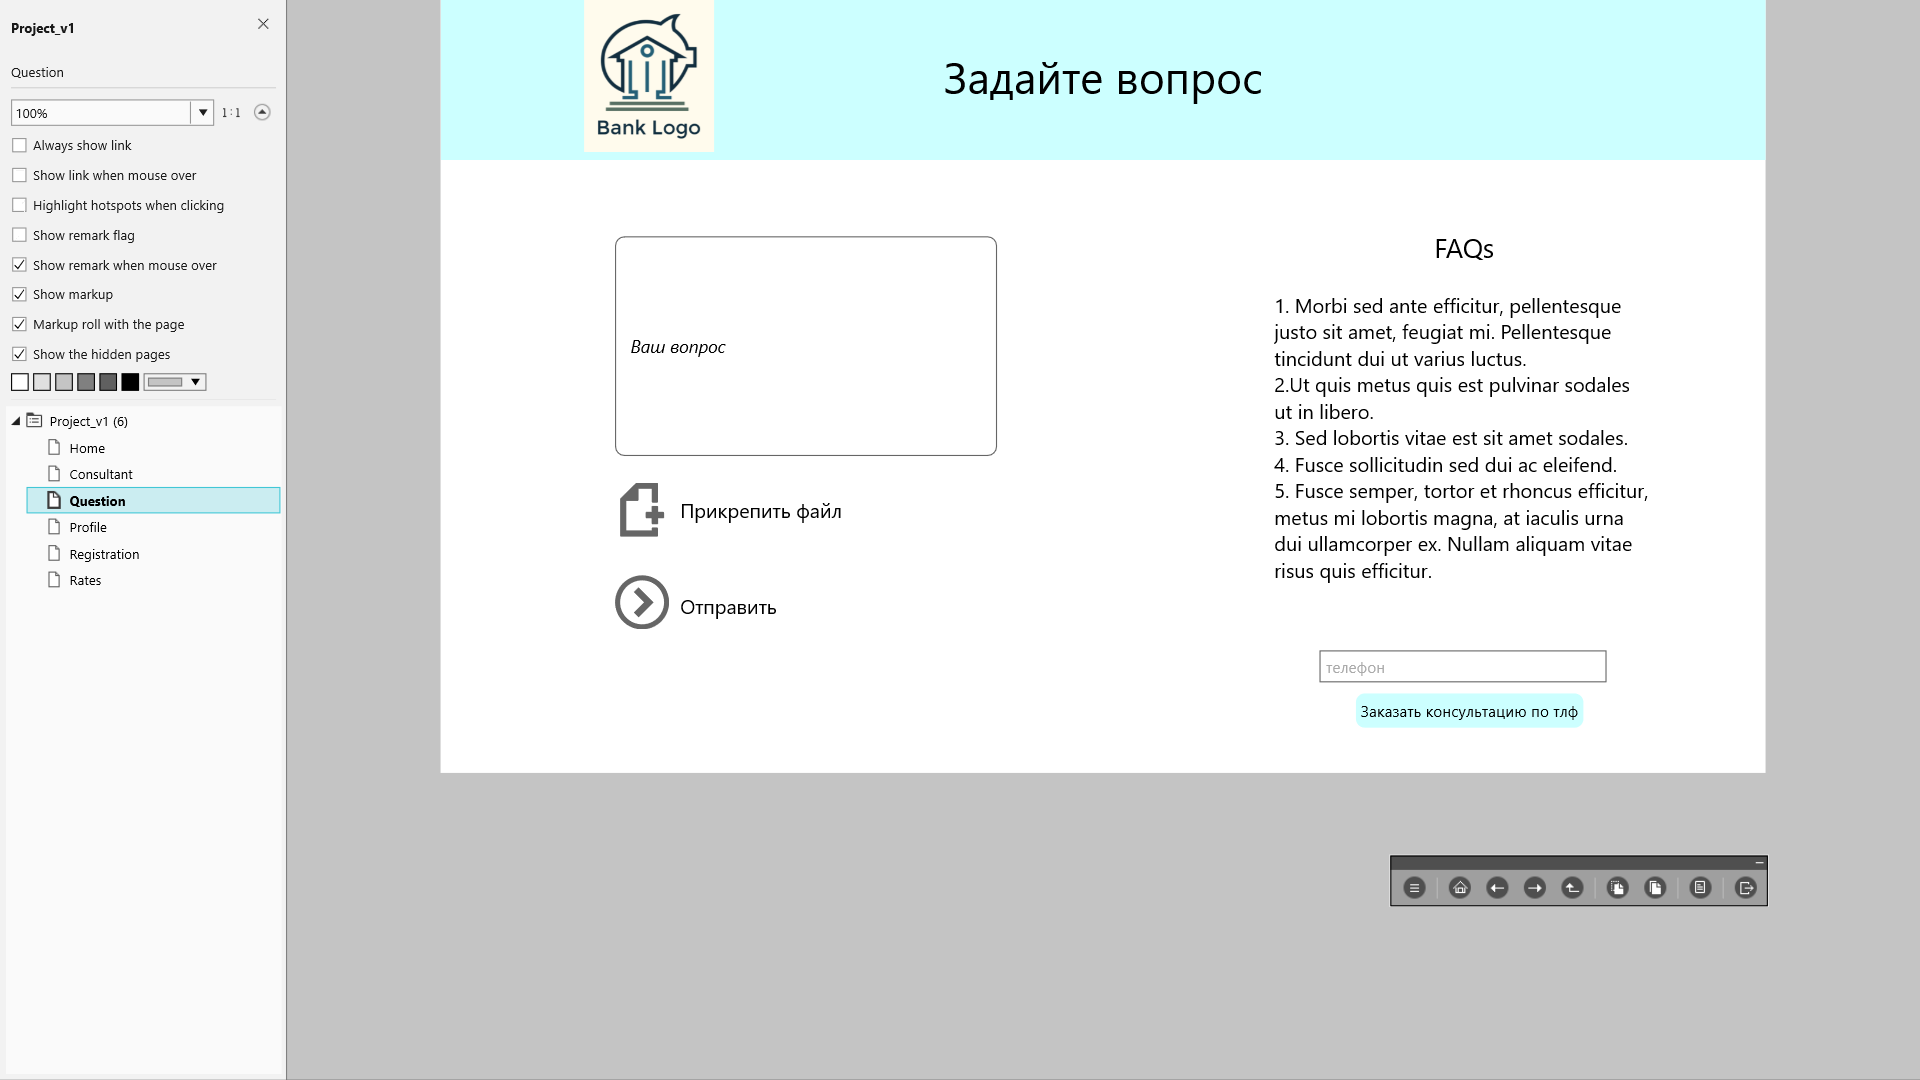 Project_v1
Question
100%
1:1
Always show link
Show link when mouse over
Highlight hotspots when clicking
Show remark flag
Show remark when mouse over
Show markup
Markup roll with the page
Show the hidden pages
Project_v1 (6)
Home
Consultant
Question
Profile
Registration
Rates
Bank Logo
Задайте вопрос
Ваш вопрос
Прикрепить файл
Отправить
FAQs
1. Morbi sed ante efficitur, pellentesque
justo sit amet, feugiat mi. Pellentesque
tincidunt dui ut varius luctus.
2.Ut quis metus quis est pulvinar sodales
ut in libero.
3. Sed lobortis vitae est sit amet sodales.
4. Fusce sollicitudin sed dui ac eleifend.
5. Fusce semper, tortor et rhoncus efficitur,
metus mi lobortis magna, at iaculis urna
dui ullamcorper ex. Nullam aliquam vitae
risus quis efficitur.
телефон
Заказать консультацию по тлф